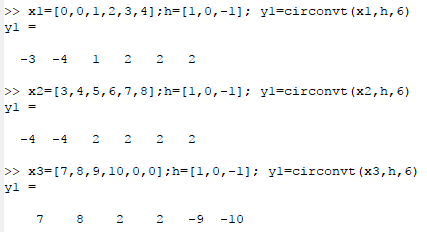 >> x1=[0,0,1,2,3,4];h=[1,0,-1]; y1=circonvt(x1,h,6)
y1 =
-3 -4 1 2 2 2
>> x2=[3,4,5,6,7,8];h=[1,0,-1]; y1=circonvt(x2,h,6)
y1 =
-4 -4 2 2 2 2
>> x3=[7,8,9,10,0,0];h=[1,0,-1]; y1=circonvt(x3,h,6)
y1 =
7 8 2 2 -9 -10